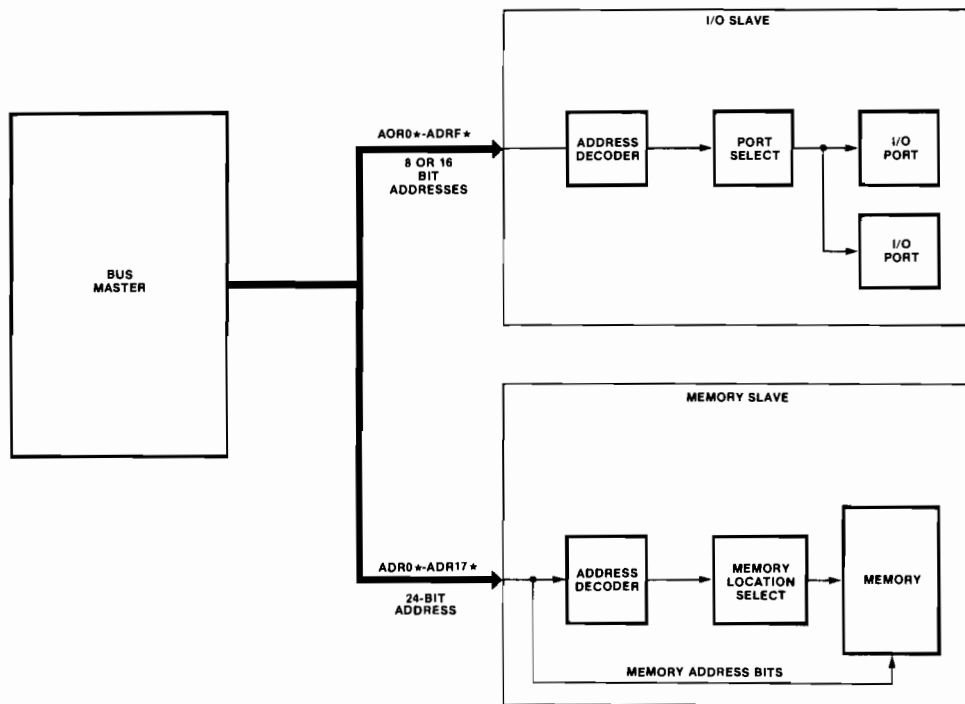 I/O SLAVE
AOR0*-ADRF*
8 OR 16
BIT
ADDRESSES
ADDRESS
DECODER
PORT
SELECT
I/O
PORT
I/O
PORT
BUS
MASTER
MEMORY SLAVE
ADR0*-ADR17*
24-BIT
ADDRESS
ADDRESS
DECODER
MEMORY
LOCATION
SELECT
MEMORY
MEMORY ADDRESS BITS